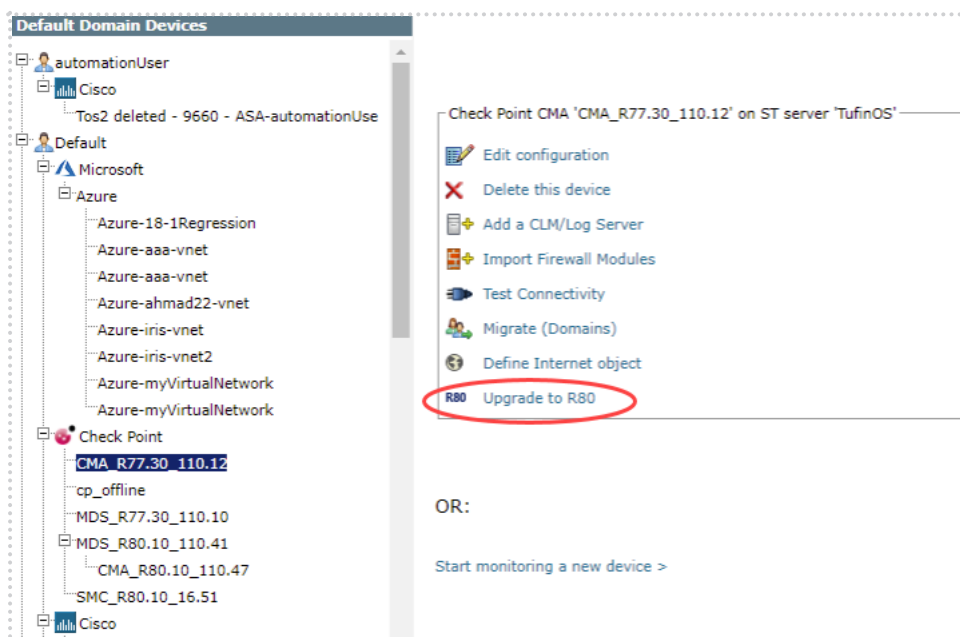 Default Domain Devices
automationUser
Cisco
Tos2 deleted - 9660 - ASA-automationUse
Default
Microsoft
Azure
Azure-18-1Regression
Azure-aaa-vnet
Azure-aaa-vnet
Azure-ahmad22-vnet
Azure-iris-vnet
Azure-iris-vnet2
Azure-myVirtualNetwork
Azure-myVirtualNetwork
Check Point
CMA_R77.30_110.12
cp_offline
MDS_R77.30_110.10
MDS_R80.10_110.41
CMA_R80.10_110.47
SMC_R80.10_16.51
Cisco
Check Point CMA 'CMA_R77.30_110.12' on ST server 'TufinOS'
Edit configuration
Delete this device
Add a CLM/Log Server
Import Firewall Modules
Test Connectivity
Migrate (Domains)
Define Internet object
R80 Upgrade to R80
OR:
Start monitoring a new device >